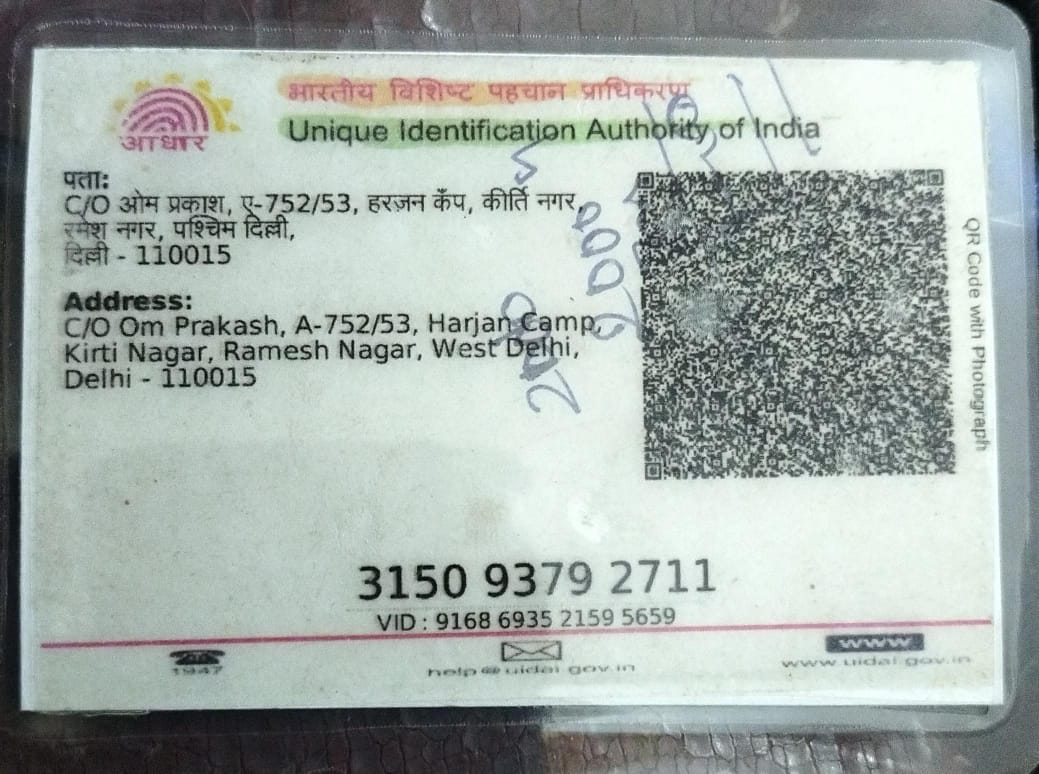 भारतीय विशिष्ट पहचान प्राधिकरण
Unique Identification Authority of India
आधार
पता:
C/O ओम प्रकाश, ए-752/53, हरज़न कैंप, कीर्ति नगर,
रमेश नगर, पश्चिम दिल्ली,
दिल्ली - 110015
Address:
C/O Om Prakash, A-752/53, Harjan Camp,
Kirti Nagar, Ramesh Nagar, West Delhi,
Delhi - 110015
QR Code with Photograph
3150 9379 2711
VID : 9168 6935 2159 5659
1947
help@uidai.gov.in
www
www.uidai.gov.in